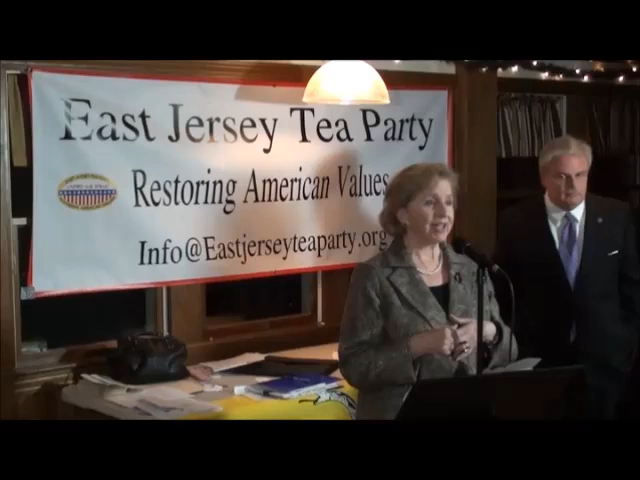 East Jersey Tea Party
Restoring American Values
Info@Eastjerseyteaparty.org